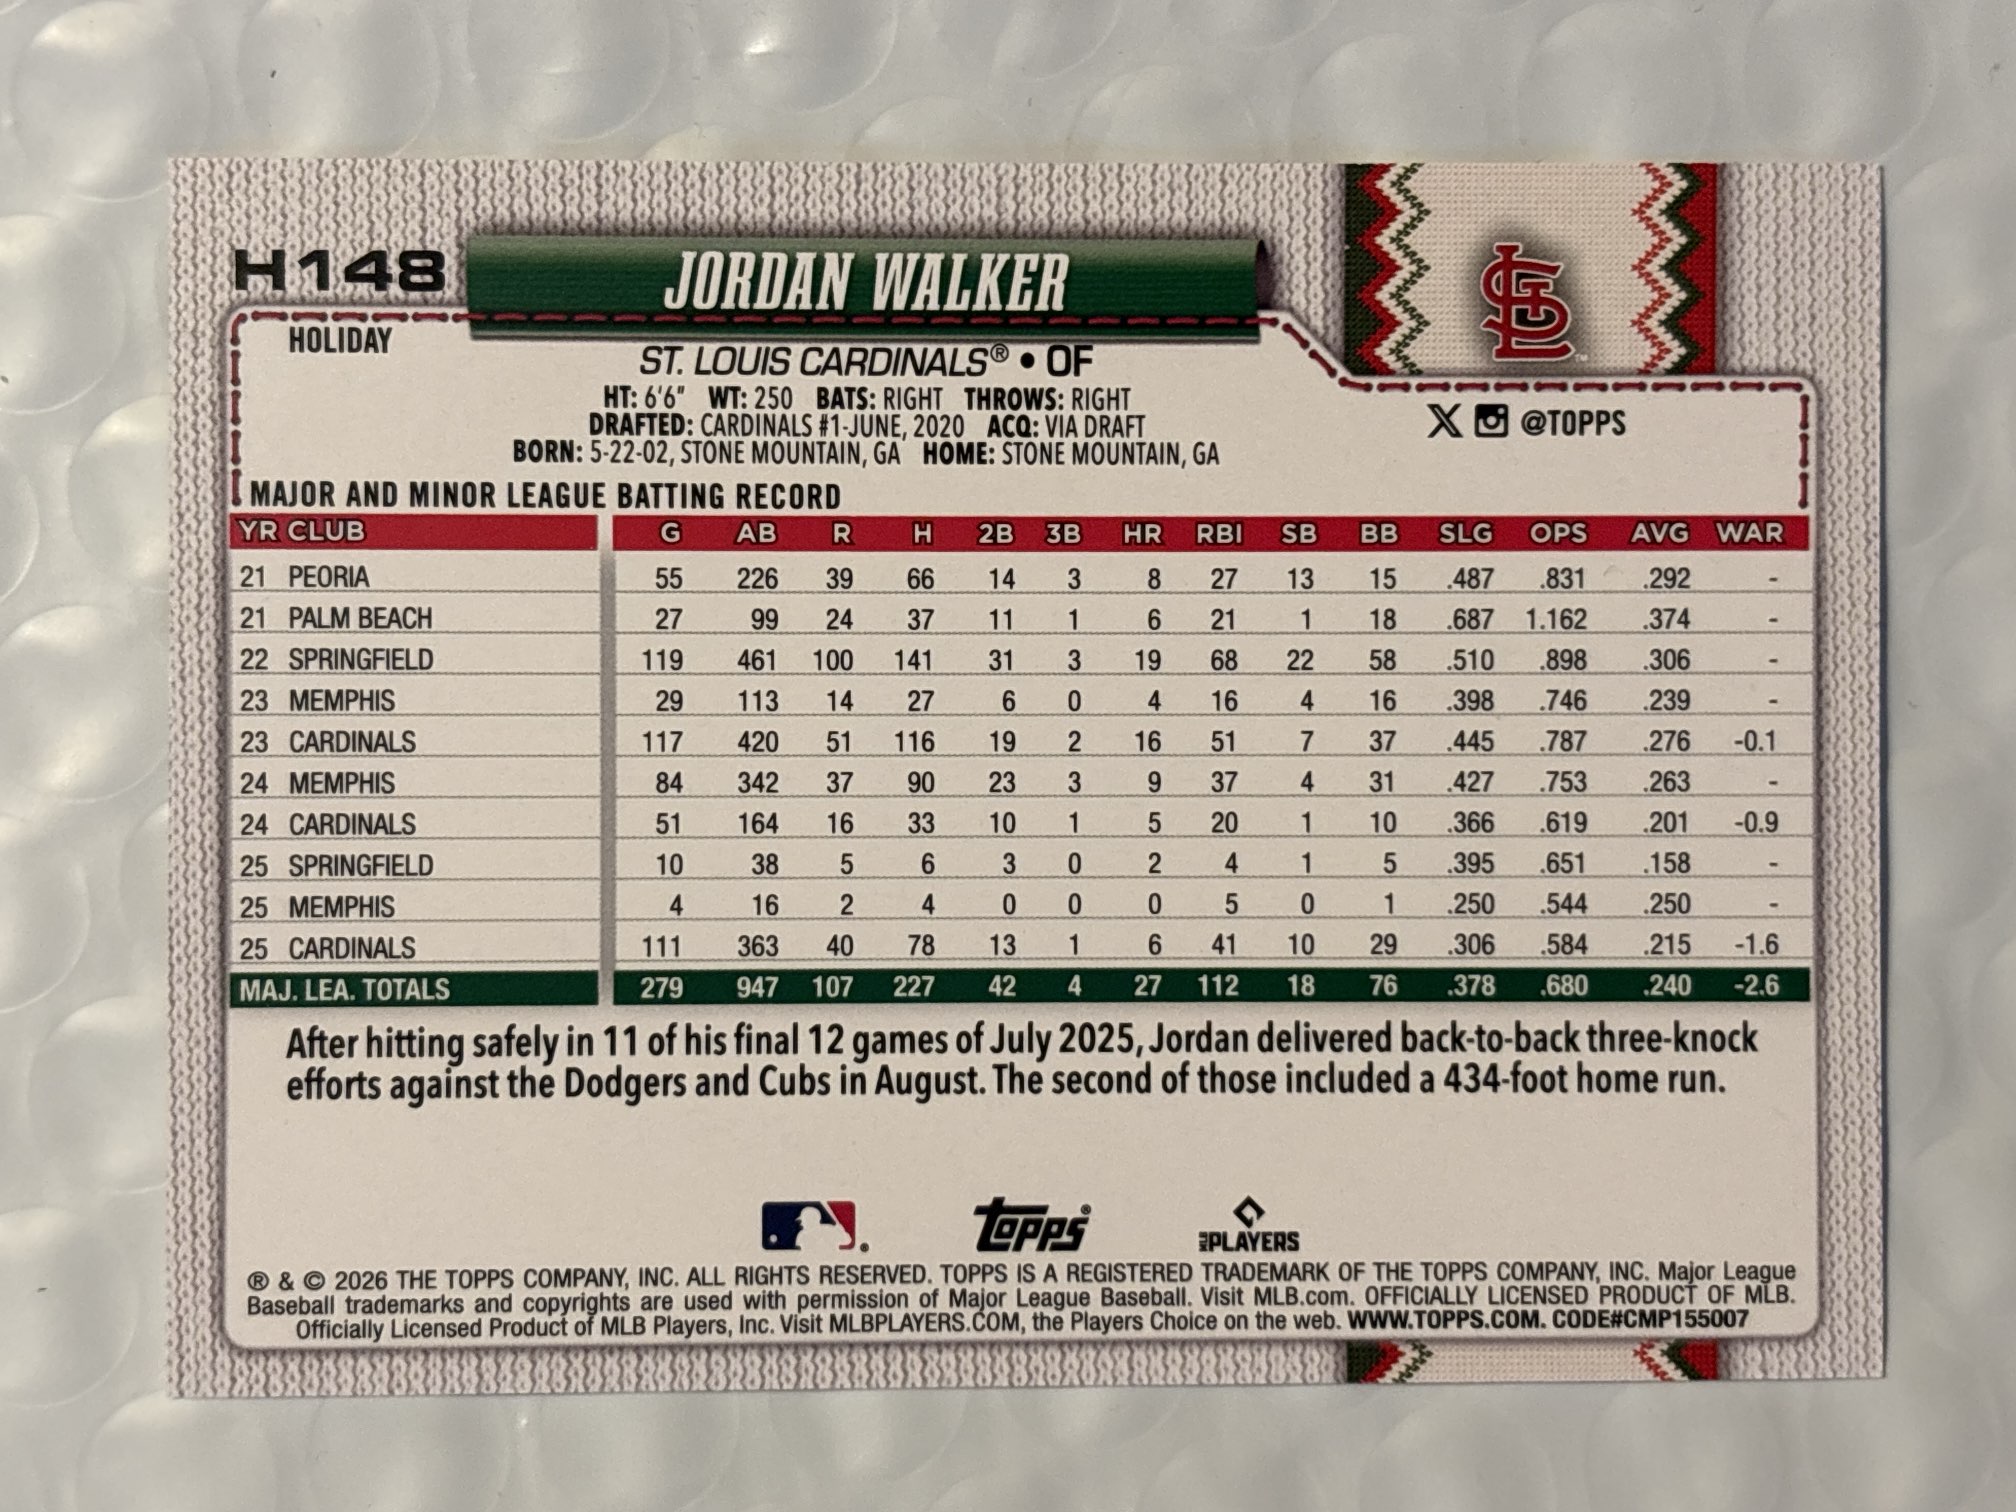 H148
JORDAN WALKER
STL
™
HOLIDAY
ST. LOUIS CARDINALS® • OF
HT: 6'6" WT: 250 BATS: RIGHT THROWS: RIGHT
DRAFTED: CARDINALS #1-JUNE, 2020 ACQ: VIA DRAFT
BORN: 5-22-02, STONE MOUNTAIN, GA HOME: STONE MOUNTAIN, GA
X @TOPPS
MAJOR AND MINOR LEAGUE BATTING RECORD
YR CLUB G AB R H 2B 3B HR RBI SB BB SLG OPS AVG WAR
21 PEORIA 55 226 39 66 14 3 8 27 13 15 .487 .831 .292 -
21 PALM BEACH 27 99 24 37 11 1 6 21 1 18 .687 1.162 .374 -
22 SPRINGFIELD 119 461 100 141 31 3 19 68 22 58 .510 .898 .306 -
23 MEMPHIS 29 113 14 27 6 0 4 16 4 16 .398 .746 .239 -
23 CARDINALS 117 420 51 116 19 2 16 51 7 37 .445 .787 .276 -0.1
24 MEMPHIS 84 342 37 90 23 3 9 37 4 31 .427 .753 .263 -
24 CARDINALS 51 164 16 33 10 1 5 20 1 10 .366 .619 .201 -0.9
25 SPRINGFIELD 10 38 5 6 3 0 2 4 1 5 .395 .651 .158 -
25 MEMPHIS 4 16 2 4 0 0 0 5 0 1 .250 .544 .250 -
25 CARDINALS 111 363 40 78 13 1 6 41 10 29 .306 .584 .215 -1.6
MAJ. LEA. TOTALS 279 947 107 227 42 4 27 112 18 76 .378 .680 .240 -2.6
After hitting safely in 11 of his final 12 games of July 2025, Jordan delivered back-to-back three-knock
efforts against the Dodgers and Cubs in August. The second of those included a 434-foot home run.
® Topps® MLB PLAYERS
® & © 2026 THE TOPPS COMPANY, INC. ALL RIGHTS RESERVED. TOPPS IS A REGISTERED TRADEMARK OF THE TOPPS COMPANY, INC. Major League
Baseball trademarks and copyrights are used with permission of Major League Baseball. Visit MLB.com. OFFICIALLY LICENSED PRODUCT OF MLB.
Officially Licensed Product of MLB Players, Inc. Visit MLBPLAYERS.COM, the Players Choice on the web. WWW.TOPPS.COM. CODE#CMP155007